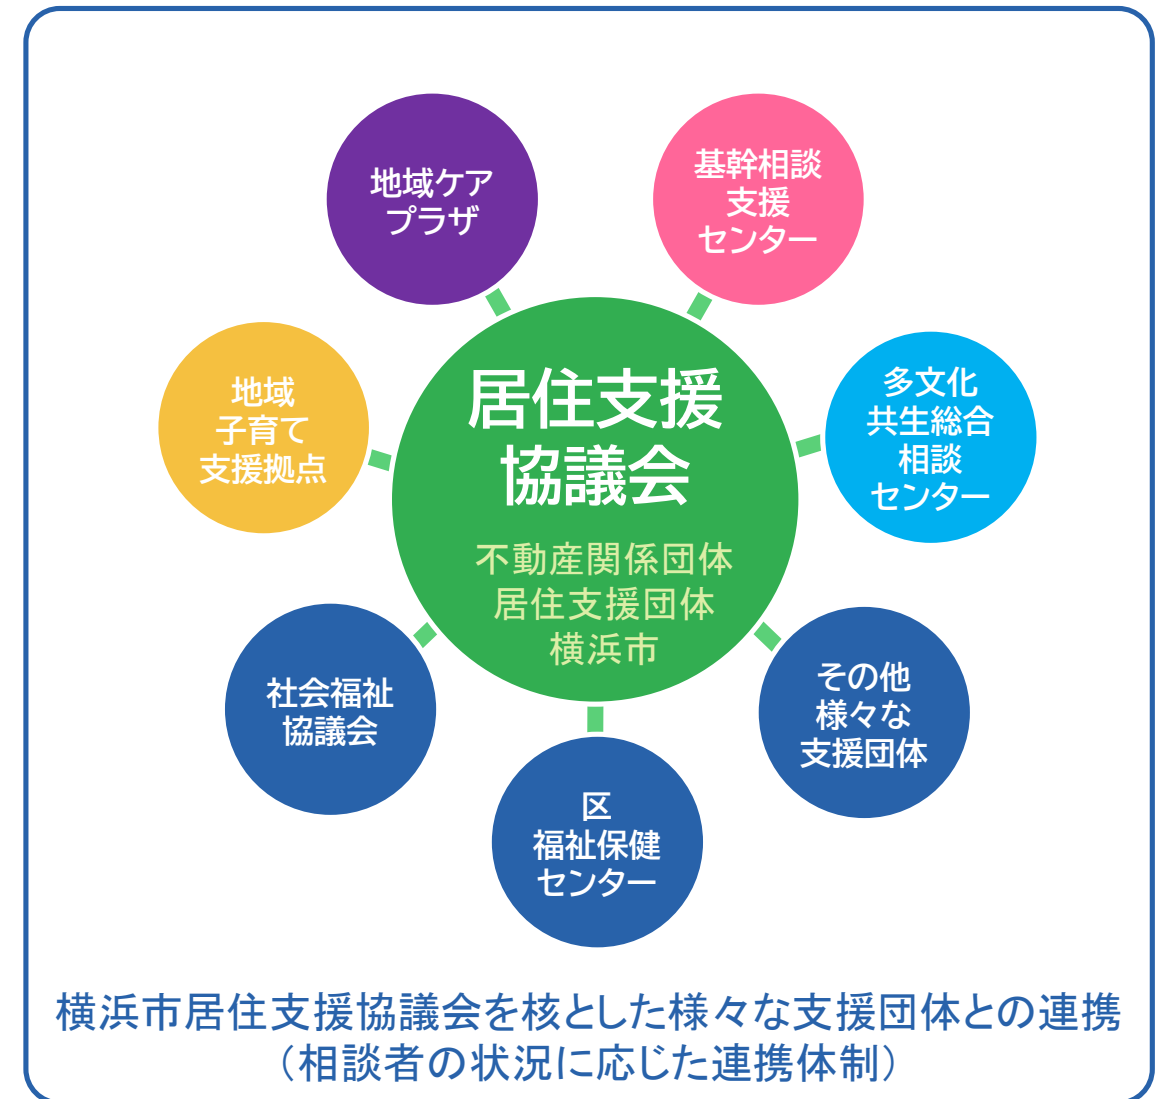 地域ケア
プラザ
基幹相談
支援
センター
地域
子育て
支援拠点
居住支援
協議会
不動産関係団体
居住支援団体
横浜市
多文化
共生総合
相談
センター
社会福祉
協議会
区
福祉保健
センター
その他
様々な
支援団体
横浜市居住支援協議会を核とした様々な支援団体との連携
（相談者の状況に応じた連携体制）